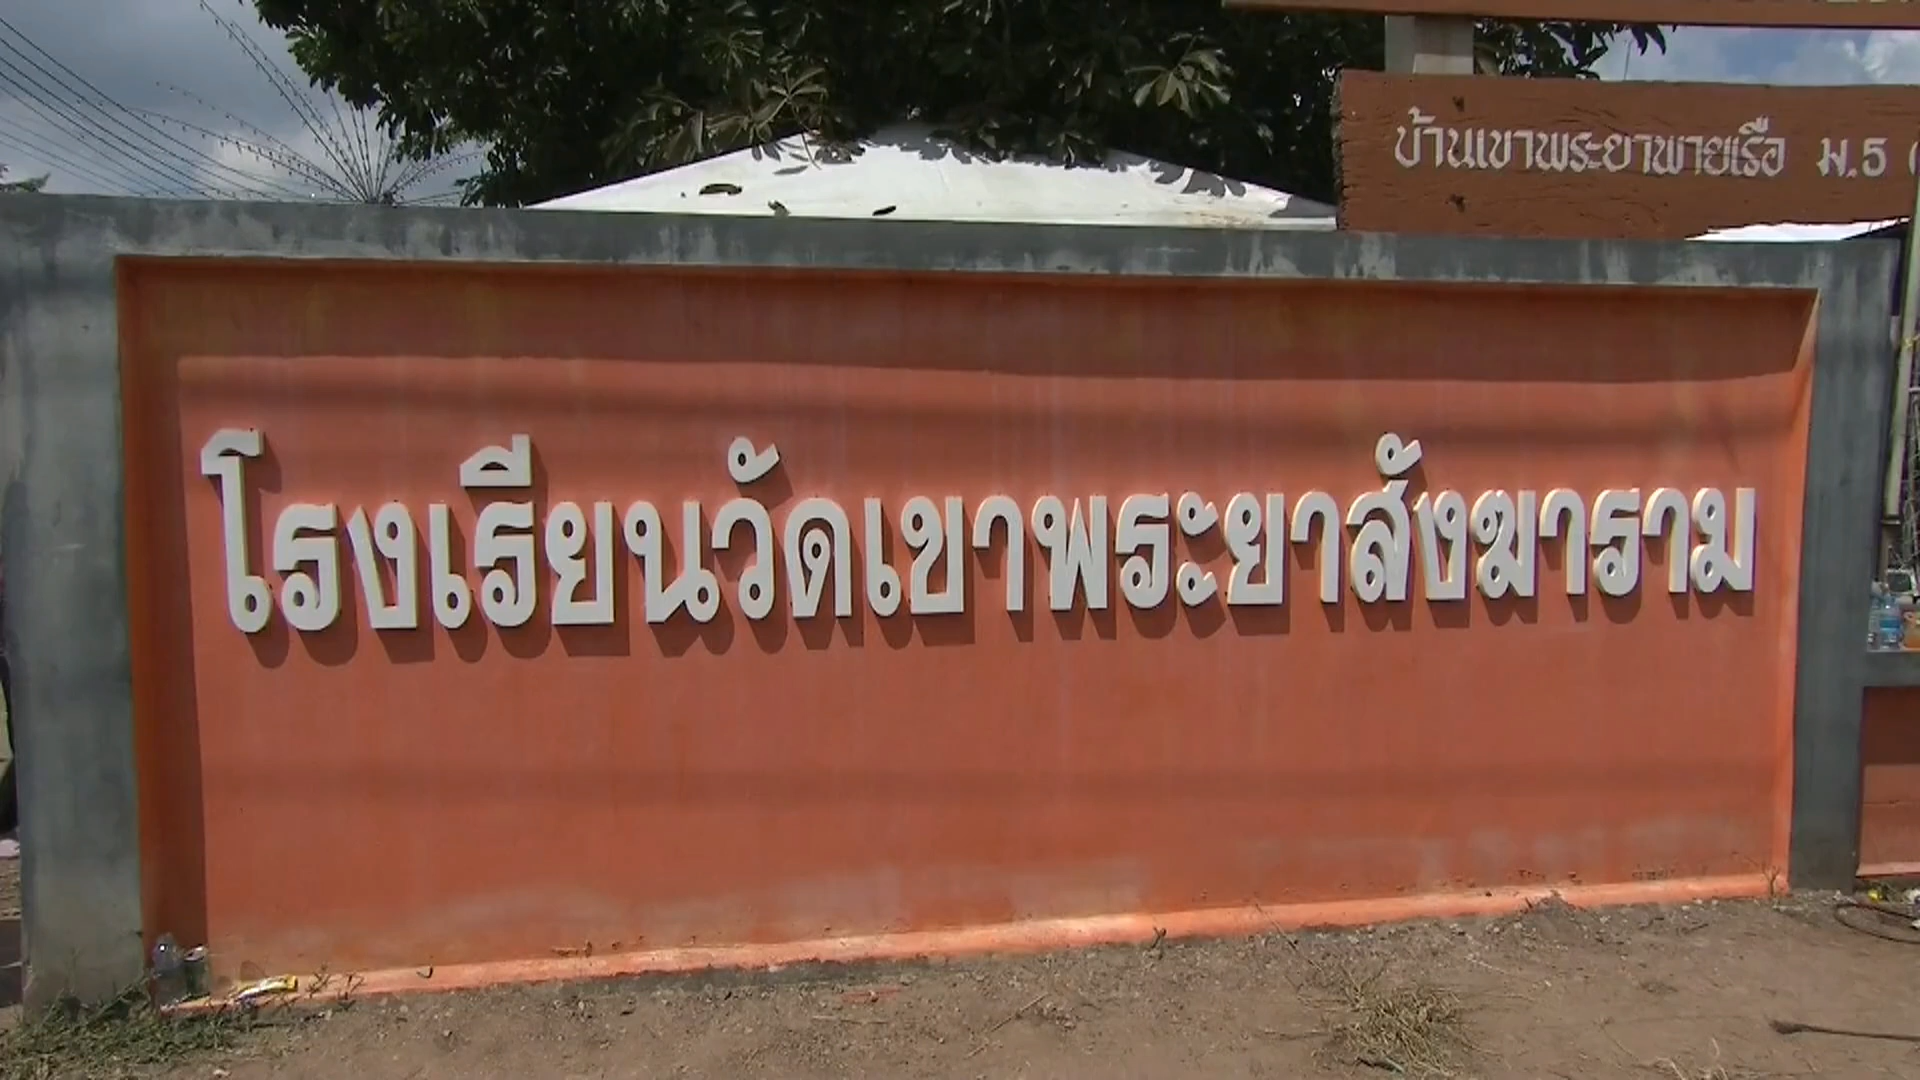 บ้านเขาพระยาพายเรือ ม.5
โรงเรียนวัดเขาพระยาสังฆาราม